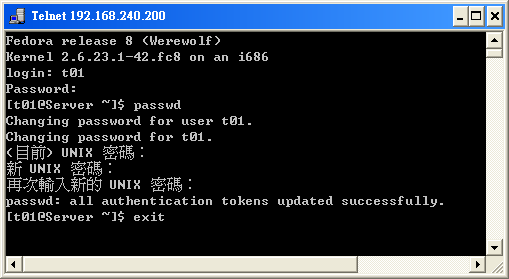 Telnet 192.168.240.200
Fedora release 8 (Werewolf)
Kernel 2.6.23.1-42.fc8 on an i686
login: t01
Password:
[t01@Server ~]$ passwd
Changing password for user t01.
Changing password for t01.
(目前) UNIX 密碼：
新 UNIX 密碼：
再次輸入新的 UNIX 密碼：
passwd: all authentication tokens updated successfully.
[t01@Server ~]$ exit